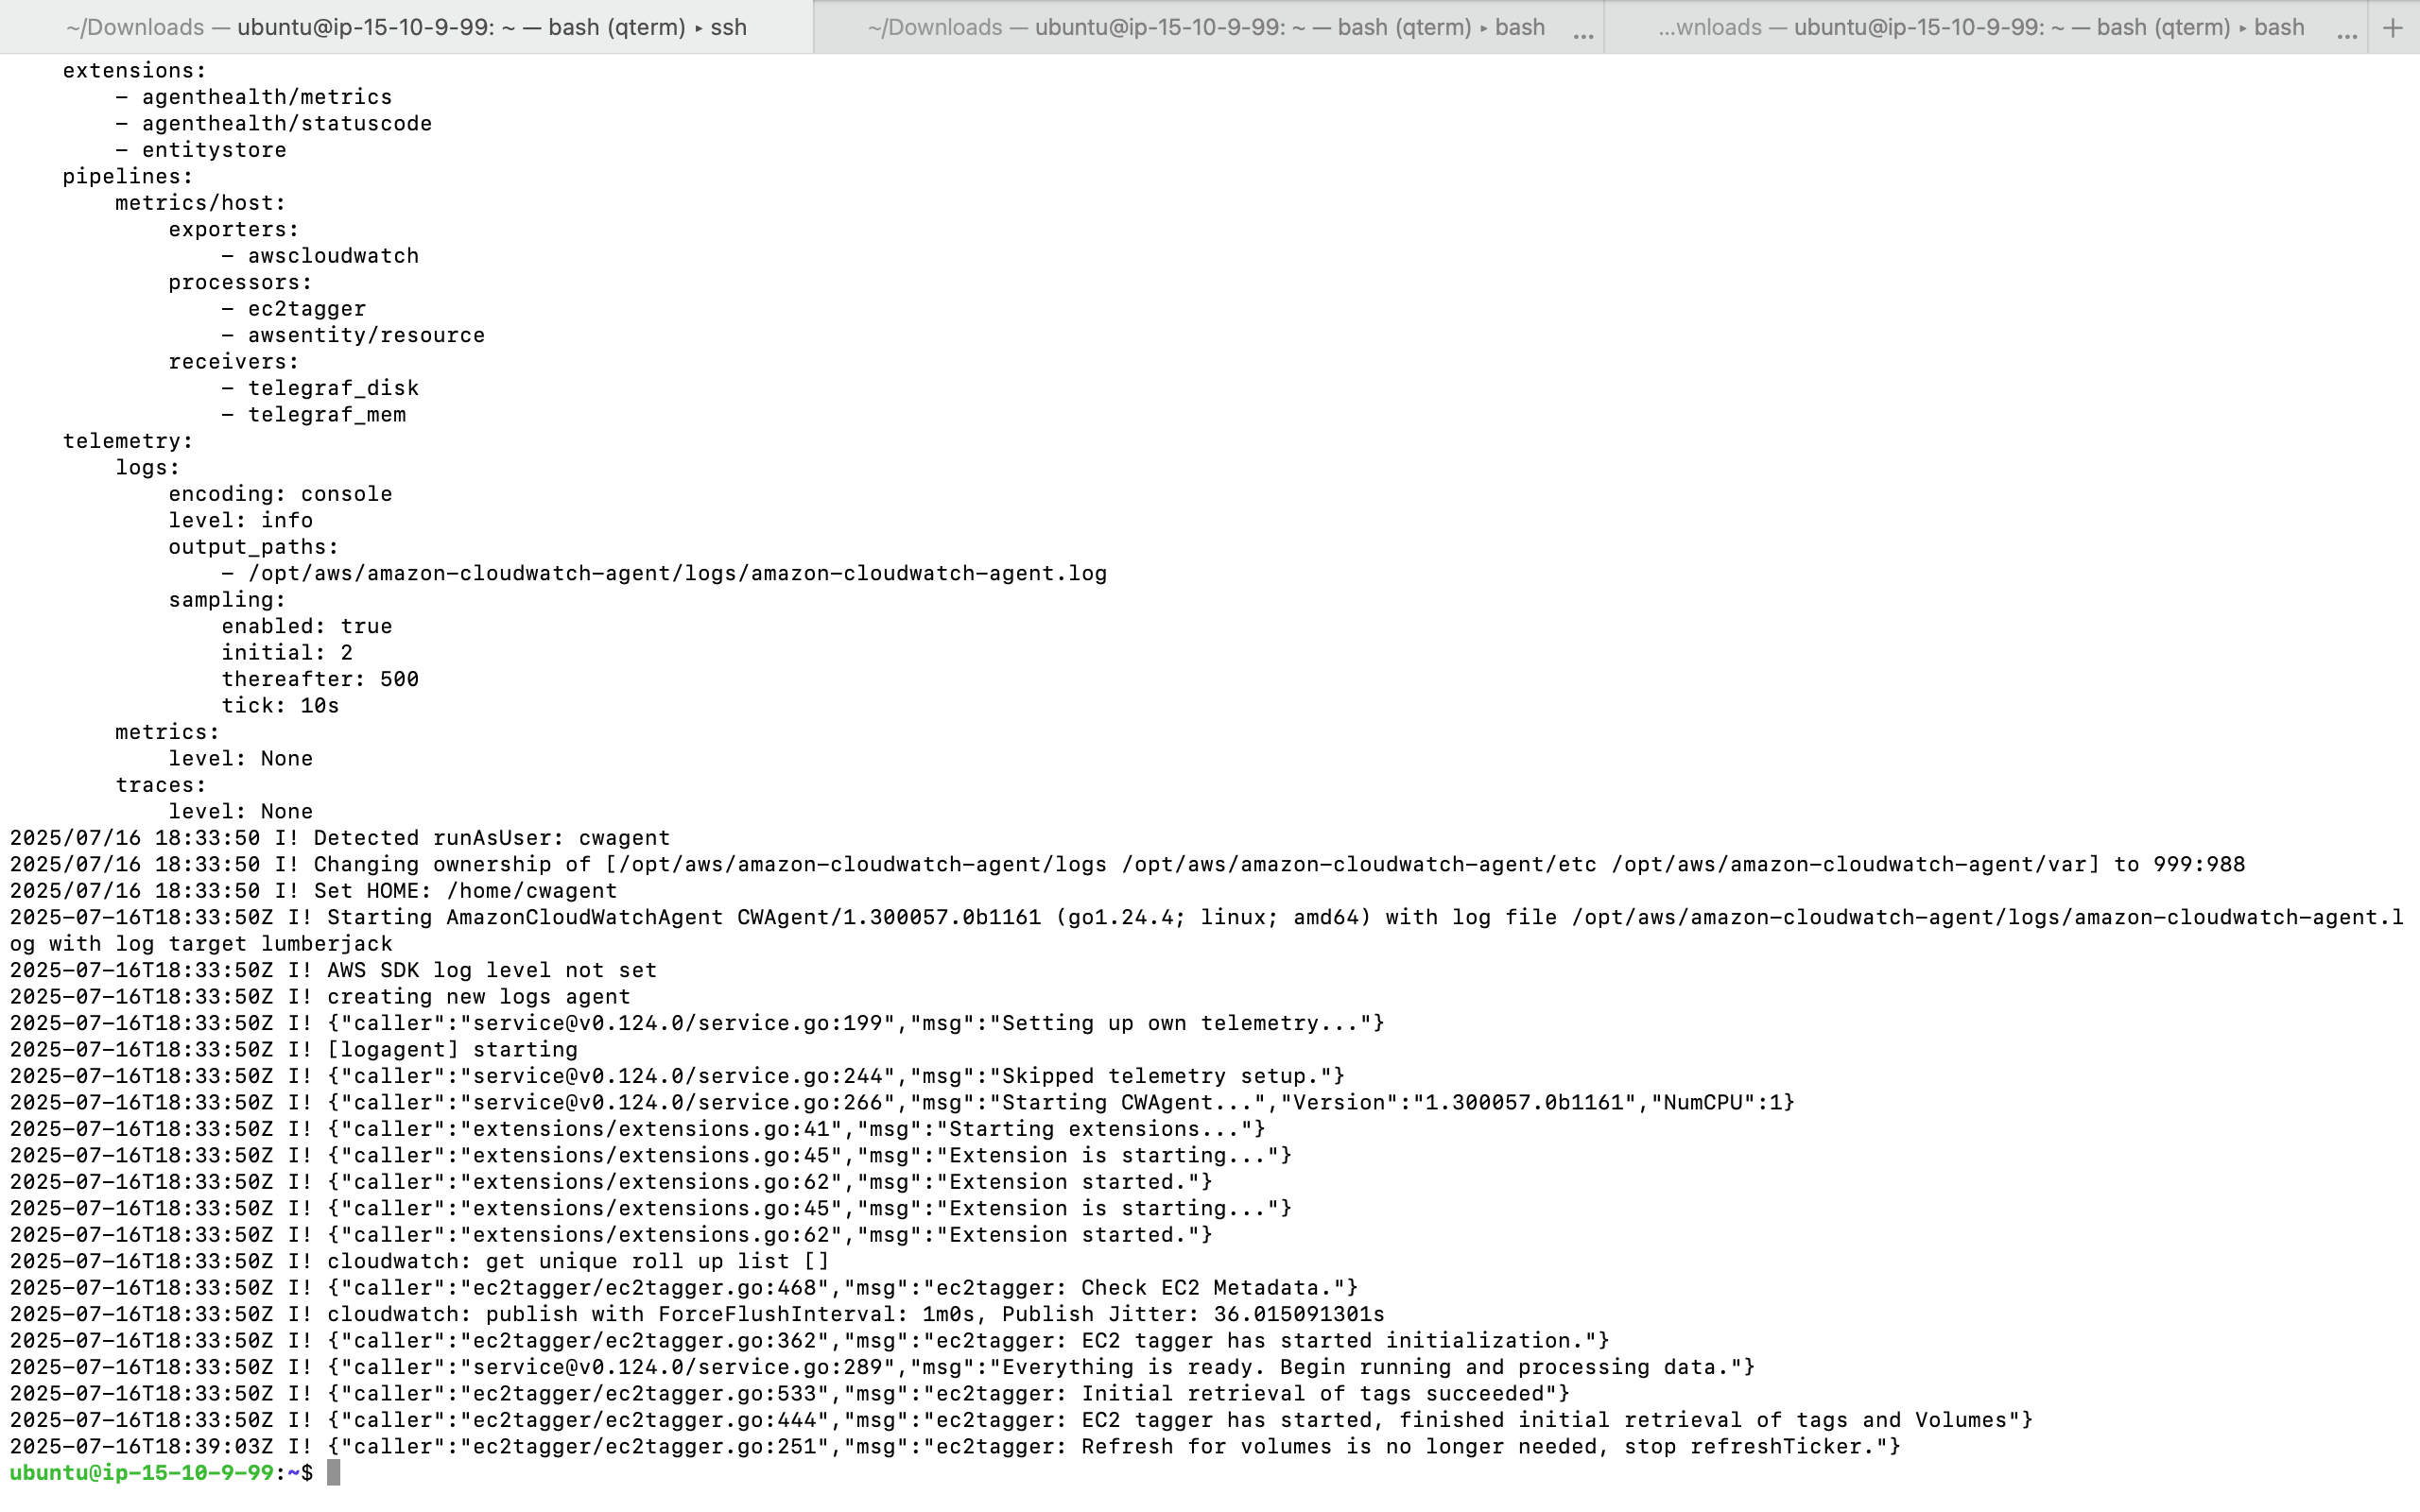 ~/Downloads — ubuntu@ip-15-10-9-99: ~ — bash (qterm) ▸ ssh
~/Downloads — ubuntu@ip-15-10-9-99: ~ — bash (qterm) ▸ bash ...
...wnloads — ubuntu@ip-15-10-9-99: ~ — bash (qterm) ▸ bash ... +
    extensions:
        - agenthealth/metrics
        - agenthealth/statuscode
        - entitystore
    pipelines:
        metrics/host:
            exporters:
                - awscloudwatch
            processors:
                - ec2tagger
                - awsentity/resource
            receivers:
                - telegraf_disk
                - telegraf_mem
    telemetry:
        logs:
            encoding: console
            level: info
            output_paths:
                - /opt/aws/amazon-cloudwatch-agent/logs/amazon-cloudwatch-agent.log
            sampling:
                enabled: true
                initial: 2
                thereafter: 500
                tick: 10s
        metrics:
            level: None
        traces:
            level: None
2025/07/16 18:33:50 I! Detected runAsUser: cwagent
2025/07/16 18:33:50 I! Changing ownership of [/opt/aws/amazon-cloudwatch-agent/logs /opt/aws/amazon-cloudwatch-agent/etc /opt/aws/amazon-cloudwatch-agent/var] to 999:988
2025/07/16 18:33:50 I! Set HOME: /home/cwagent
2025-07-16T18:33:50Z I! Starting AmazonCloudWatchAgent CWAgent/1.300057.0b1161 (go1.24.4; linux; amd64) with log file /opt/aws/amazon-cloudwatch-agent/logs/amazon-cloudwatch-agent.l
og with log target lumberjack
2025-07-16T18:33:50Z I! AWS SDK log level not set
2025-07-16T18:33:50Z I! creating new logs agent
2025-07-16T18:33:50Z I! {"caller":"service@v0.124.0/service.go:199","msg":"Setting up own telemetry..."}
2025-07-16T18:33:50Z I! [logagent] starting
2025-07-16T18:33:50Z I! {"caller":"service@v0.124.0/service.go:244","msg":"Skipped telemetry setup."}
2025-07-16T18:33:50Z I! {"caller":"service@v0.124.0/service.go:266","msg":"Starting CWAgent...","Version":"1.300057.0b1161","NumCPU":1}
2025-07-16T18:33:50Z I! {"caller":"extensions/extensions.go:41","msg":"Starting extensions..."}
2025-07-16T18:33:50Z I! {"caller":"extensions/extensions.go:45","msg":"Extension is starting..."}
2025-07-16T18:33:50Z I! {"caller":"extensions/extensions.go:62","msg":"Extension started."}
2025-07-16T18:33:50Z I! {"caller":"extensions/extensions.go:45","msg":"Extension is starting..."}
2025-07-16T18:33:50Z I! {"caller":"extensions/extensions.go:62","msg":"Extension started."}
2025-07-16T18:33:50Z I! cloudwatch: get unique roll up list []
2025-07-16T18:33:50Z I! {"caller":"ec2tagger/ec2tagger.go:468","msg":"ec2tagger: Check EC2 Metadata."}
2025-07-16T18:33:50Z I! cloudwatch: publish with ForceFlushInterval: 1m0s, Publish Jitter: 36.015091301s
2025-07-16T18:33:50Z I! {"caller":"ec2tagger/ec2tagger.go:362","msg":"ec2tagger: EC2 tagger has started initialization."}
2025-07-16T18:33:50Z I! {"caller":"service@v0.124.0/service.go:289","msg":"Everything is ready. Begin running and processing data."}
2025-07-16T18:33:50Z I! {"caller":"ec2tagger/ec2tagger.go:533","msg":"ec2tagger: Initial retrieval of tags succeeded"}
2025-07-16T18:33:50Z I! {"caller":"ec2tagger/ec2tagger.go:444","msg":"ec2tagger: EC2 tagger has started, finished initial retrieval of tags and Volumes"}
2025-07-16T18:39:03Z I! {"caller":"ec2tagger/ec2tagger.go:251","msg":"ec2tagger: Refresh for volumes is no longer needed, stop refreshTicker."}
ubuntu@ip-15-10-9-99:~$